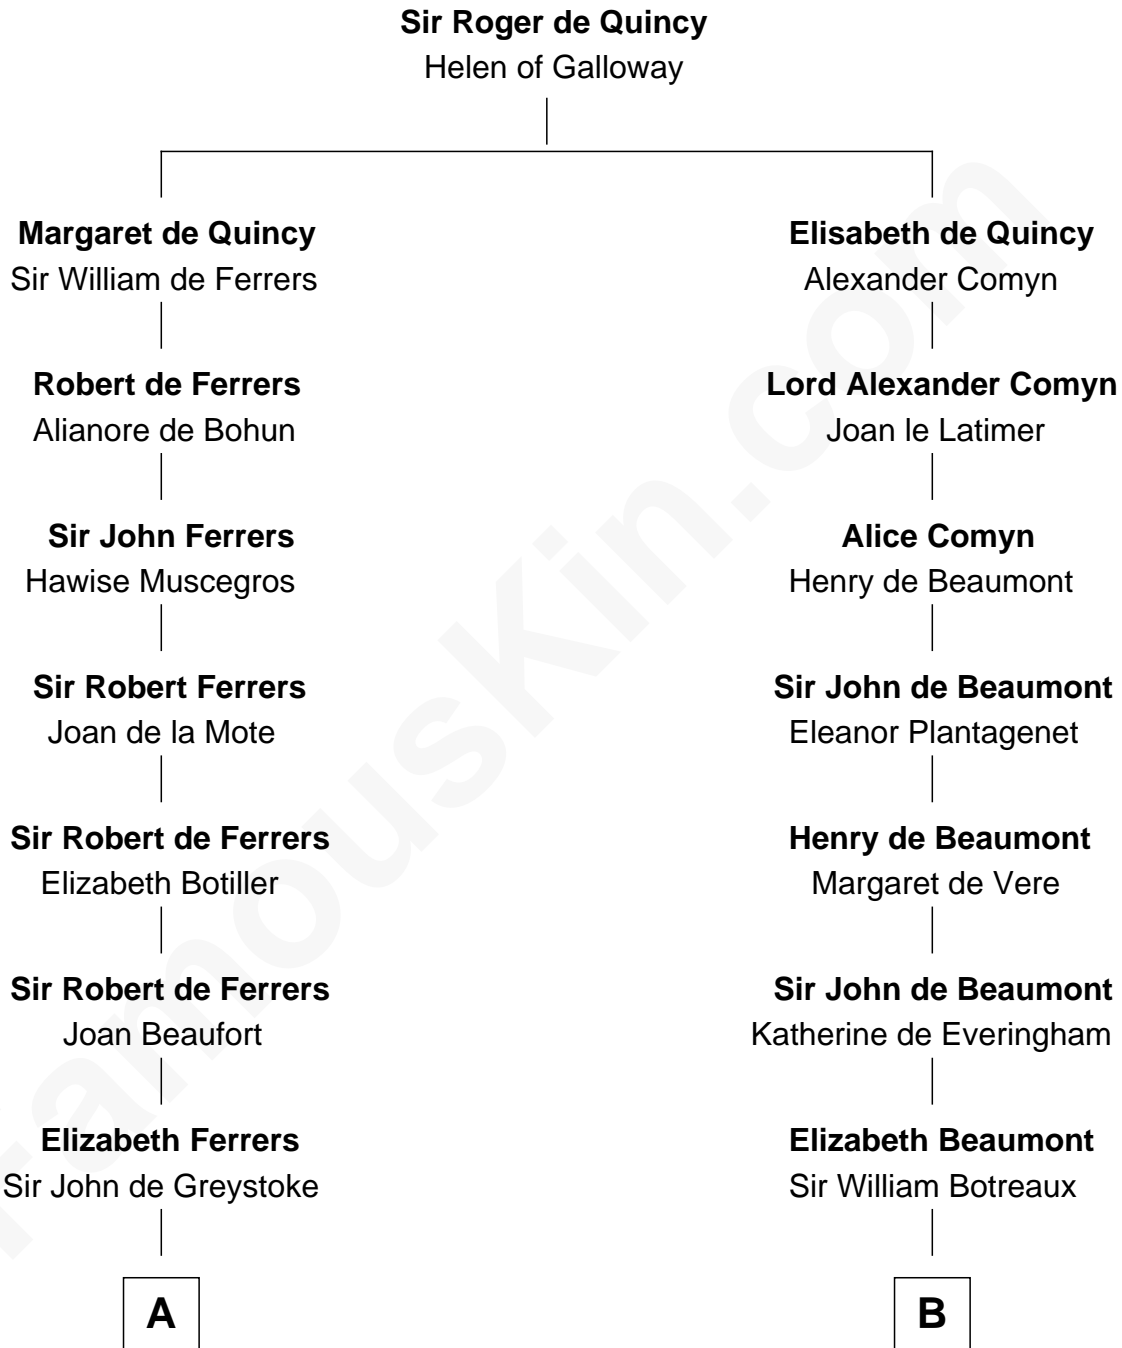 Sir Roger de Quincy
Helen of Galloway
Margaret de Quincy
Sir William de Ferrers
Elisabeth de Quincy
Alexander Comyn
Robert de Ferrers
Alianore de Bohun
Lord Alexander Comyn
Joan le Latimer
Sir John Ferrers
Hawise Muscegros
Alice Comyn
Henry de Beaumont
Sir Robert Ferrers
Joan de la Mote
Sir John de Beaumont
Eleanor Plantagenet
Sir Robert de Ferrers
Elizabeth Botiller
Henry de Beaumont
Margaret de Vere
Sir Robert de Ferrers
Joan Beaufort
Sir John de Beaumont
Katherine de Everingham
Elizabeth Ferrers
Sir John de Greystoke
Elizabeth Beaumont
Sir William Botreaux
A
B
FamousKin.com